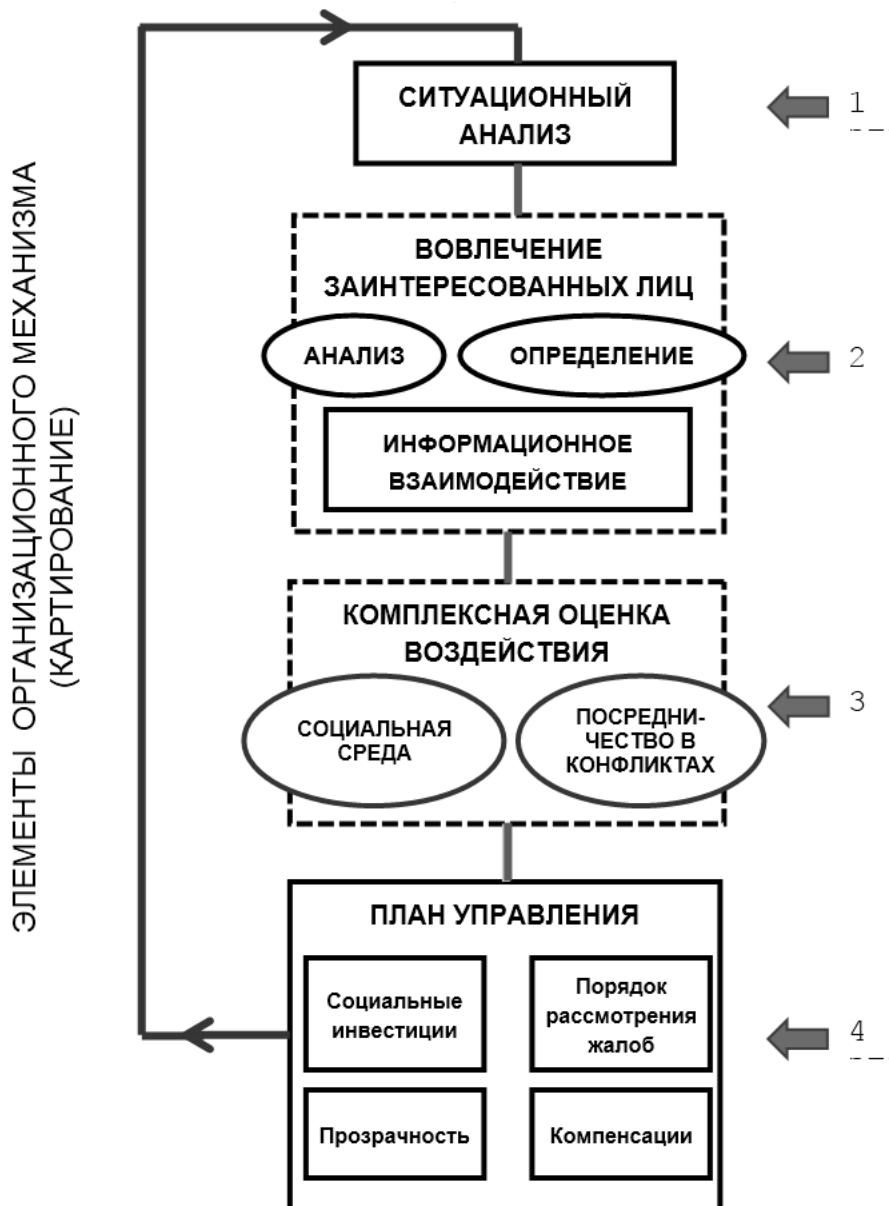 ЭЛЕМЕНТЫ ОРГАНИЗАЦИОННОГО МЕХАНИЗМА
(КАРТИРОВАНИЕ)
СИТУАЦИОННЫЙ
АНАЛИЗ
1
ВОВЛЕЧЕНИЕ
ЗАИНТЕРЕСОВАННЫХ ЛИЦ
АНАЛИЗ
ОПРЕДЕЛЕНИЕ
2
ИНФОРМАЦИОННОЕ
ВЗАИМОДЕЙСТВИЕ
КОМПЛЕКСНАЯ ОЦЕНКА
ВОЗДЕЙСТВИЯ
СОЦИАЛЬНАЯ
СРЕДА
ПОСРЕДНИ-
ЧЕСТВО В
КОНФЛИКТАХ
3
ПЛАН УПРАВЛЕНИЯ
Социальные
инвестиции
Порядок
рассмотрения
жалоб
4
Прозрачность
Компенсации